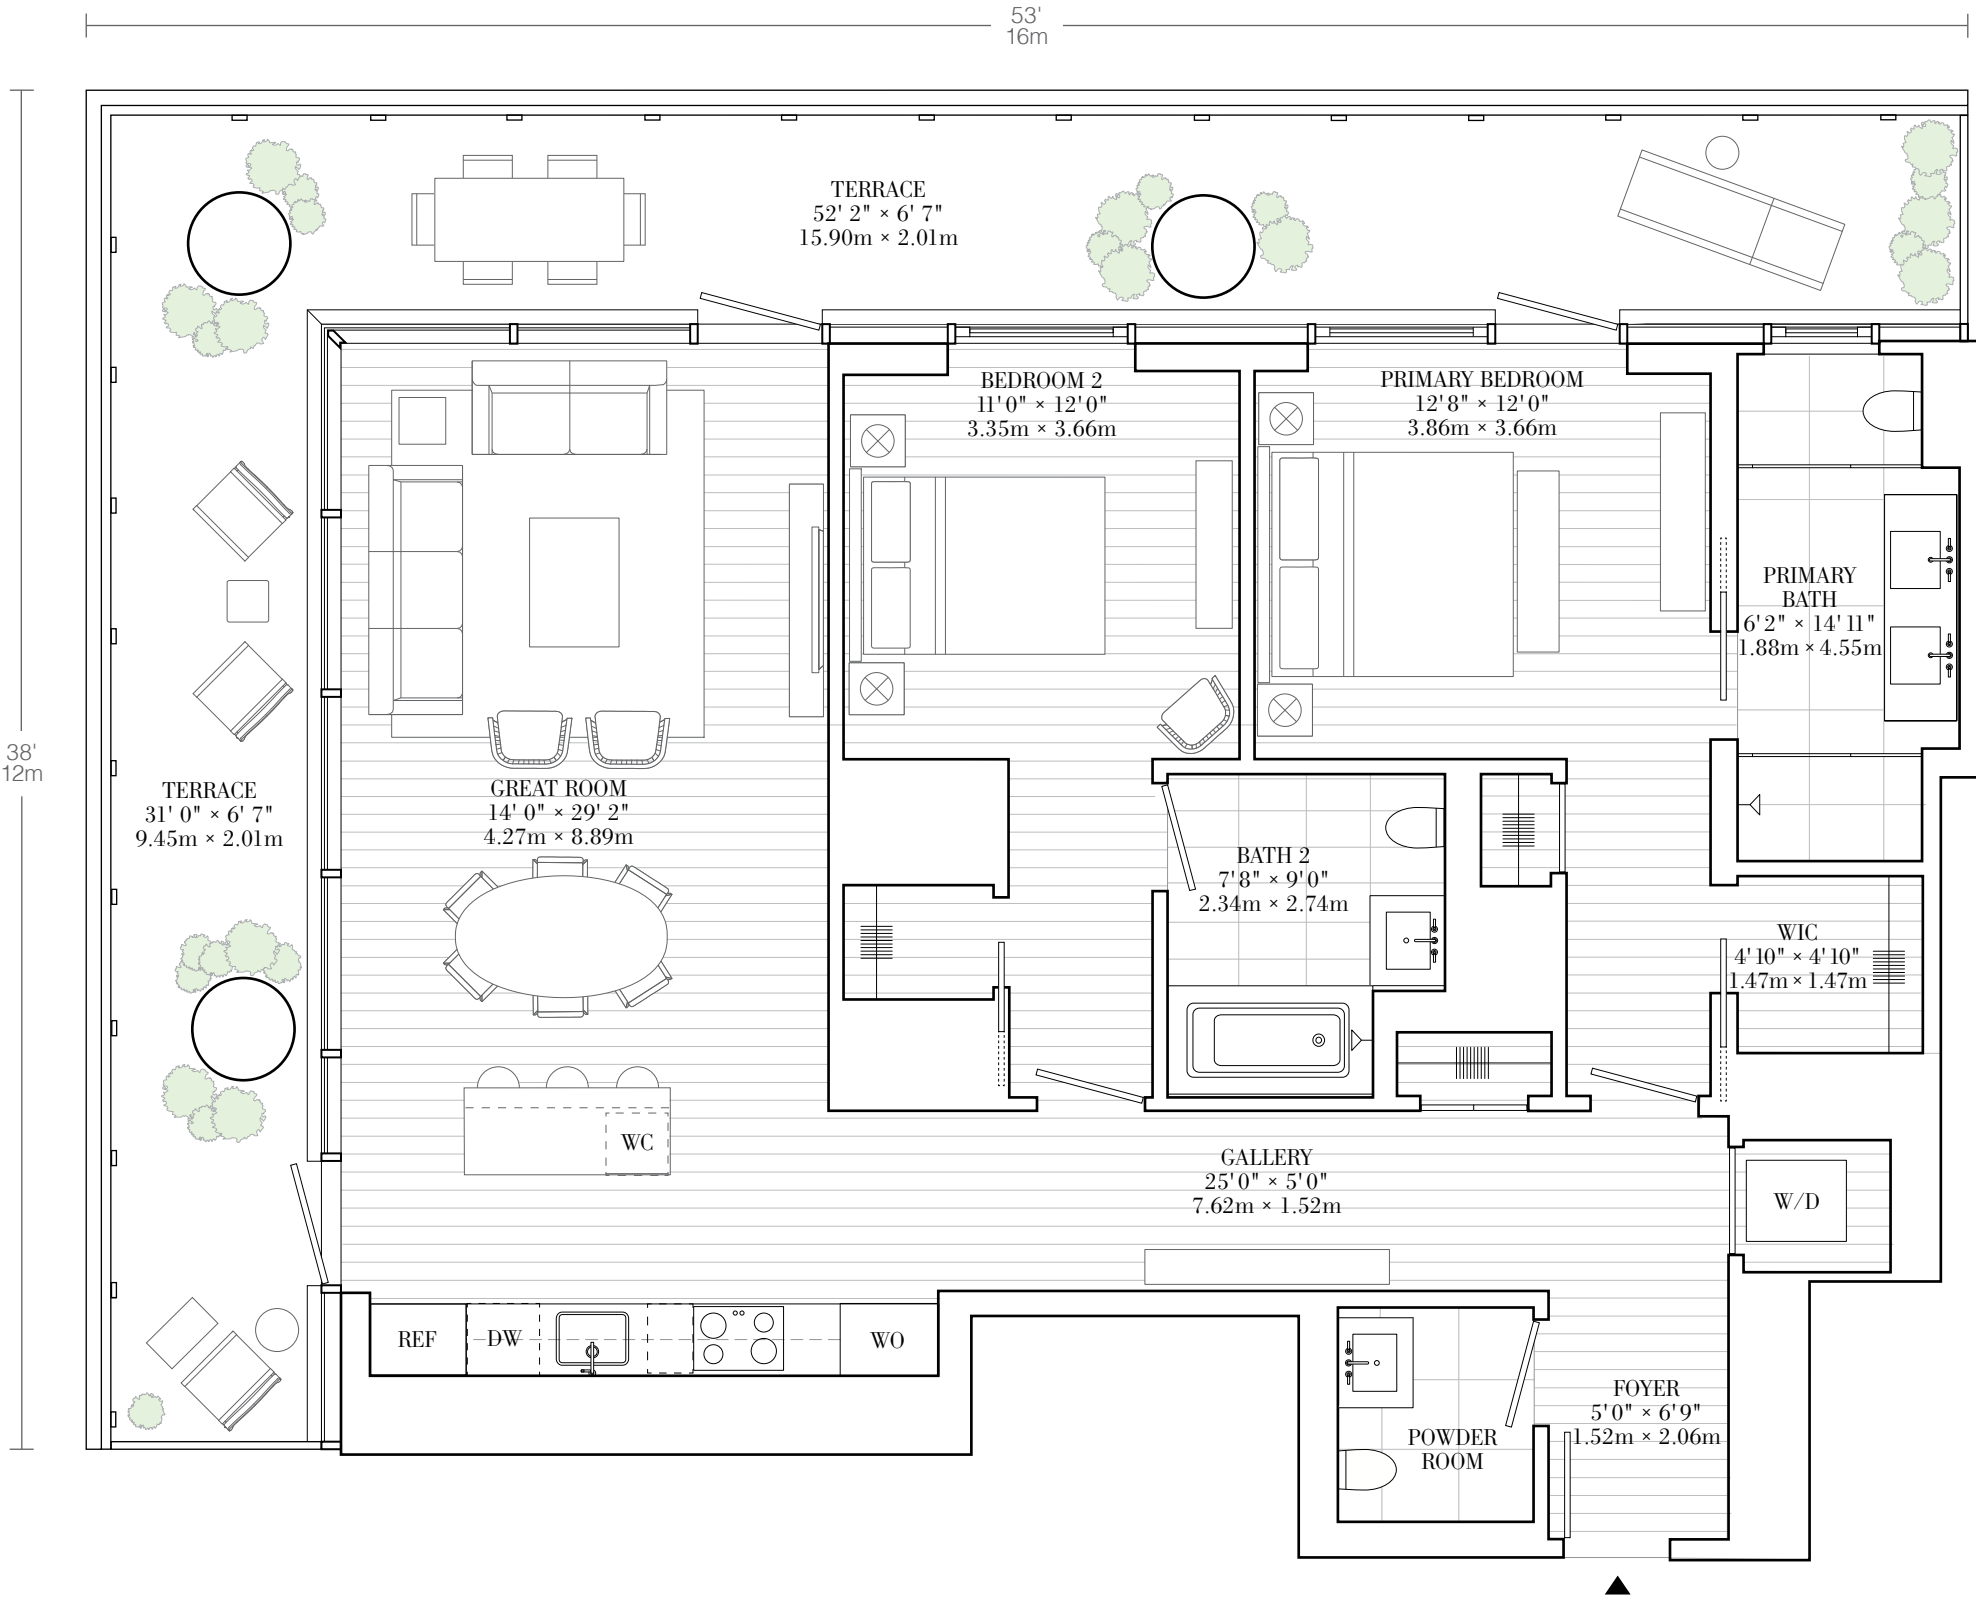 53'
16m
TERRACE
52' 2" × 6' 7"
15.90m × 2.01m
BEDROOM 2
11'0" × 12'0"
3.35m × 3.66m
PRIMARY BEDROOM
12'8" × 12'0"
3.86m × 3.66m
PRIMARY
BATH
6'2" × 14'11"
1.88m × 4.55m
38'
12m
TERRACE
31' 0" × 6' 7"
9.45m × 2.01m
GREAT ROOM
14' 0" × 29' 2"
4.27m × 8.89m
BATH 2
7'8" × 9'0"
2.34m × 2.74m
WIC
4'10" × 4'10"
1.47m × 1.47m
WC
GALLERY
25'0" × 5'0"
7.62m × 1.52m
W/D
REF
DW
WO
FOYER
5'0" × 6'9"
1.52m × 2.06m
POWDER
ROOM